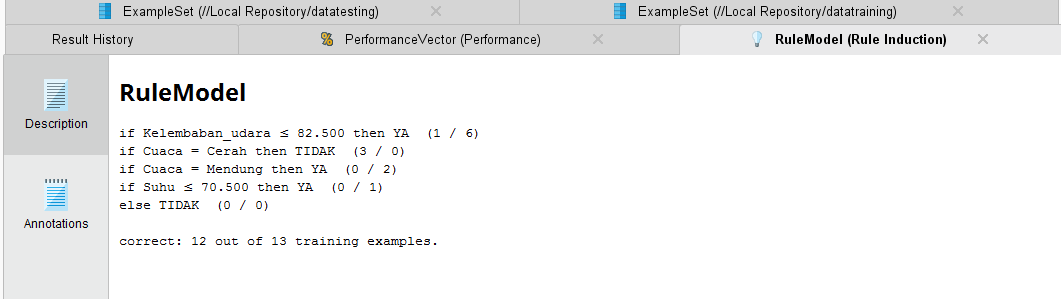 ExampleSet (//Local Repository/datatesting)
ExampleSet (//Local Repository/datatraining)
Result History
PerformanceVector (Performance)
RuleModel (Rule Induction)
Description
Annotations
RuleModel
if Kelembaban_udara ≤ 82.500 then YA (1 / 6)
if Cuaca = Cerah then TIDAK (3 / 0)
if Cuaca = Mendung then YA (0 / 2)
if Suhu ≤ 70.500 then YA (0 / 1)
else TIDAK (0 / 0)
correct: 12 out of 13 training examples.